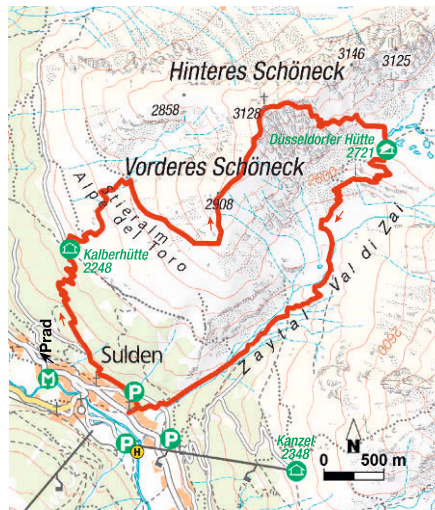 3146
3125
Hinteres Schöneck
2858
3128
Düsseldorfer Hütte
2721
Vorderes Schöneck
2908
Stieralm
Alpe del Toro
Kalberhütte
2248
Zaytal - Val di Zai
Prad
Sulden
M
P
P
P
H
Kanzel
2348
N
0 500 m